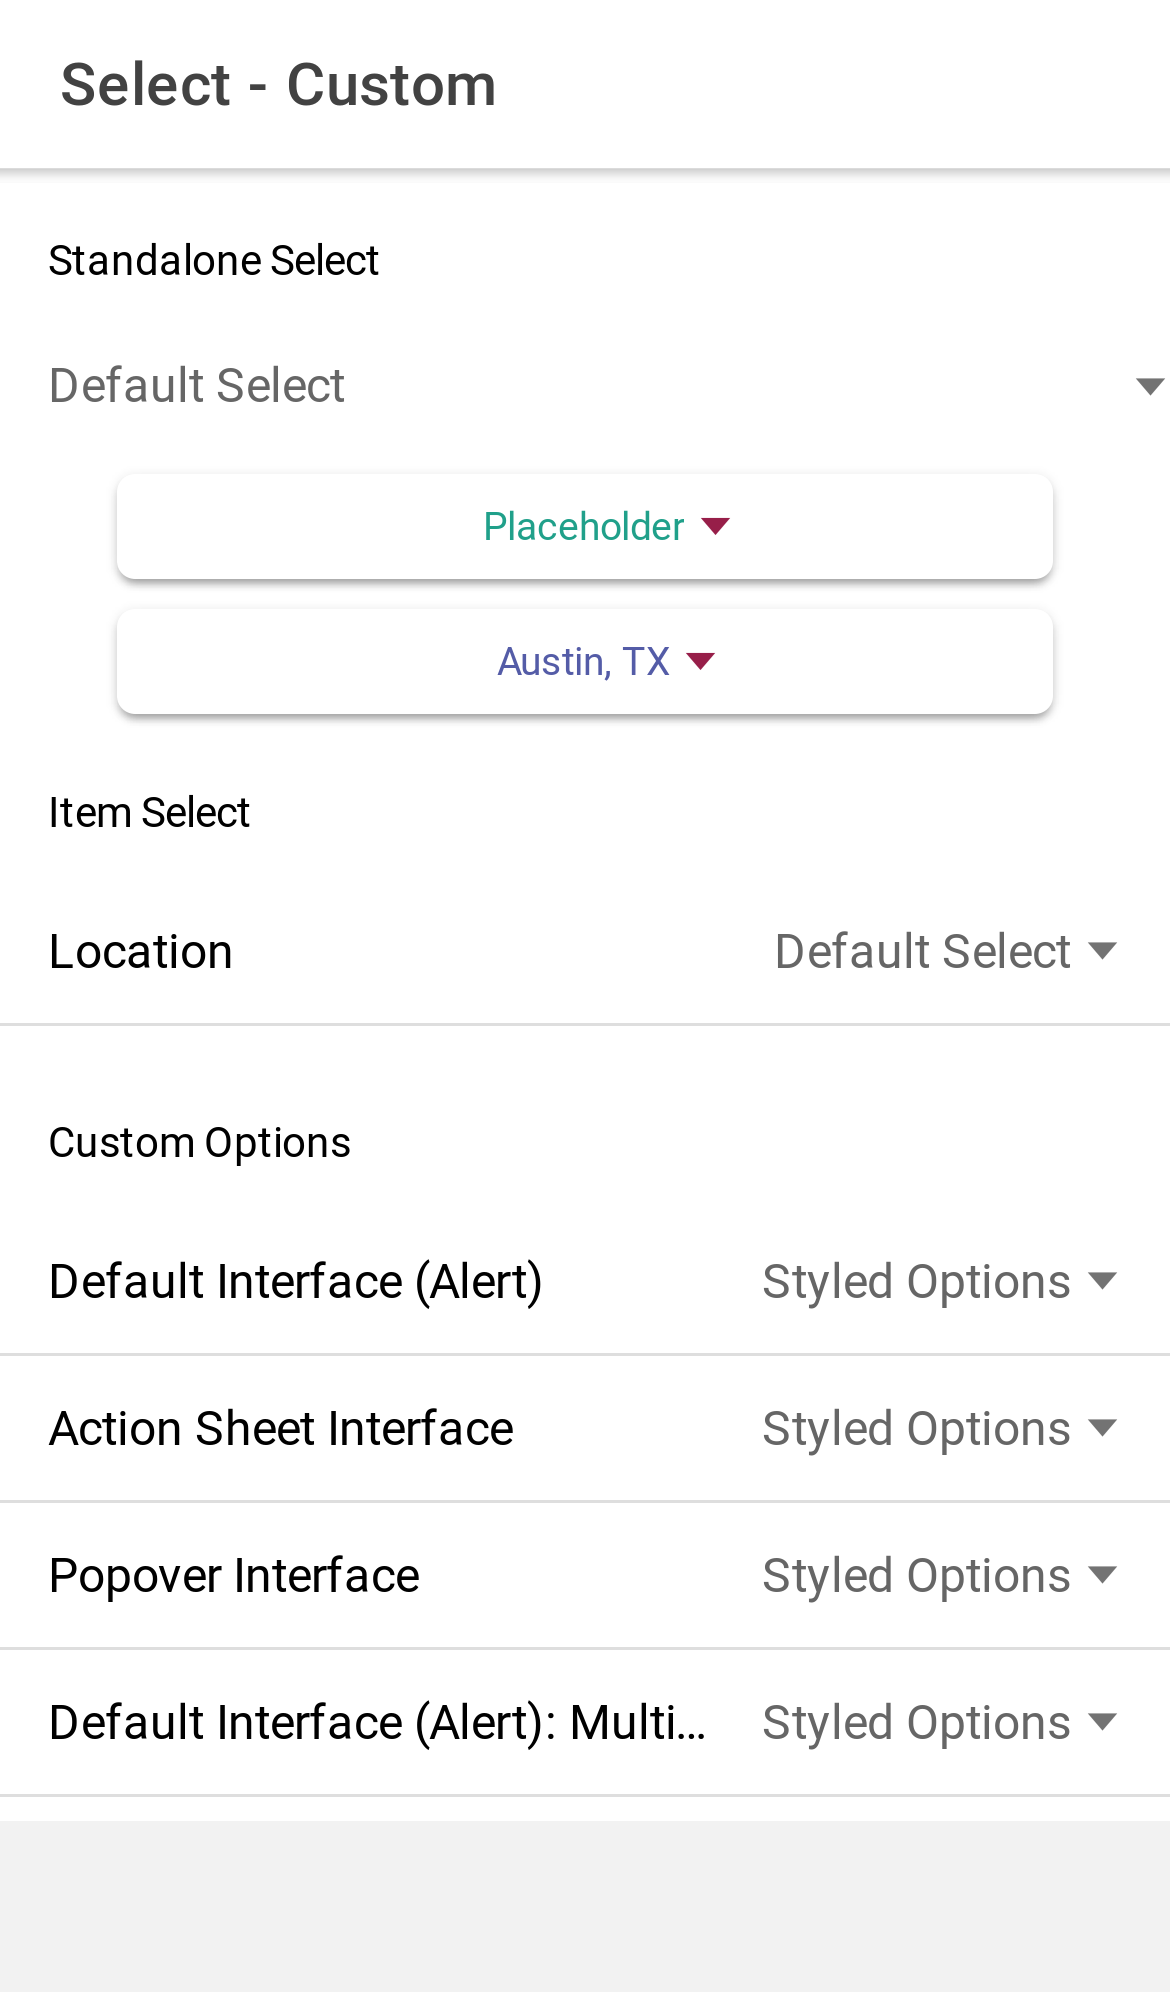 Select - Custom
Standalone Select
Default Select
Placeholder
Austin, TX
Item Select
Location Default Select
Custom Options
Default Interface (Alert) Styled Options
Action Sheet Interface Styled Options
Popover Interface Styled Options
Default Interface (Alert): Multi... Styled Options